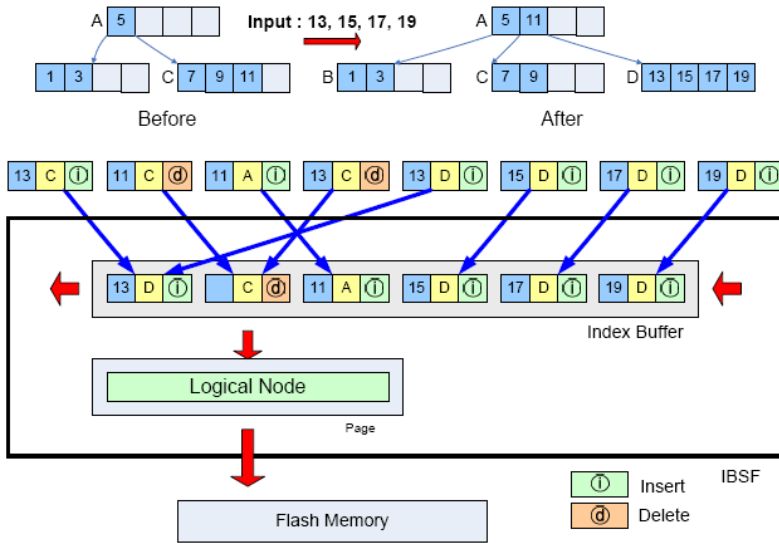 A 5 Input : 13, 15, 17, 19 A 5 11
1 3 C 7 9 11 B 1 3 C 7 9 D 13 15 17 19
Before After
13 C i 11 C d 11 A i 13 C d 13 D i 15 D i 17 D i 19 D i
13 D i C d 11 A i 15 D i 17 D i 19 D i
Index Buffer
Logical Node
Page
IBSF
i Insert
Flash Memory
d Delete